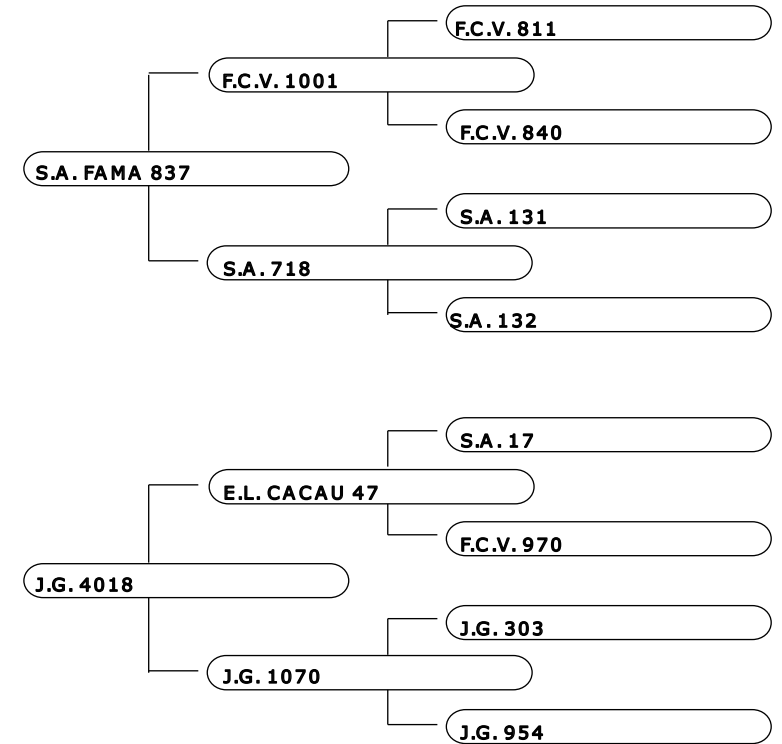 F.C.V. 811
F.C.V. 1001
F.C.V. 840
S.A. FAMA 837
S.A. 131
S.A. 718
S.A. 132
S.A. 17
E.L. CACAU 47
F.C.V. 970
J.G. 4018
J.G. 303
J.G. 1070
J.G. 954